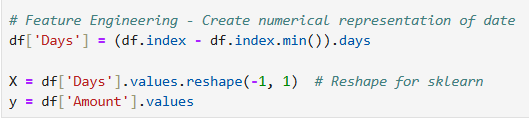 # Feature Engineering - Create numerical representation of date
df['Days'] = (df.index - df.index.min()).days
X = df['Days'].values.reshape(-1, 1)  # Reshape for sklearn
y = df['Amount'].values